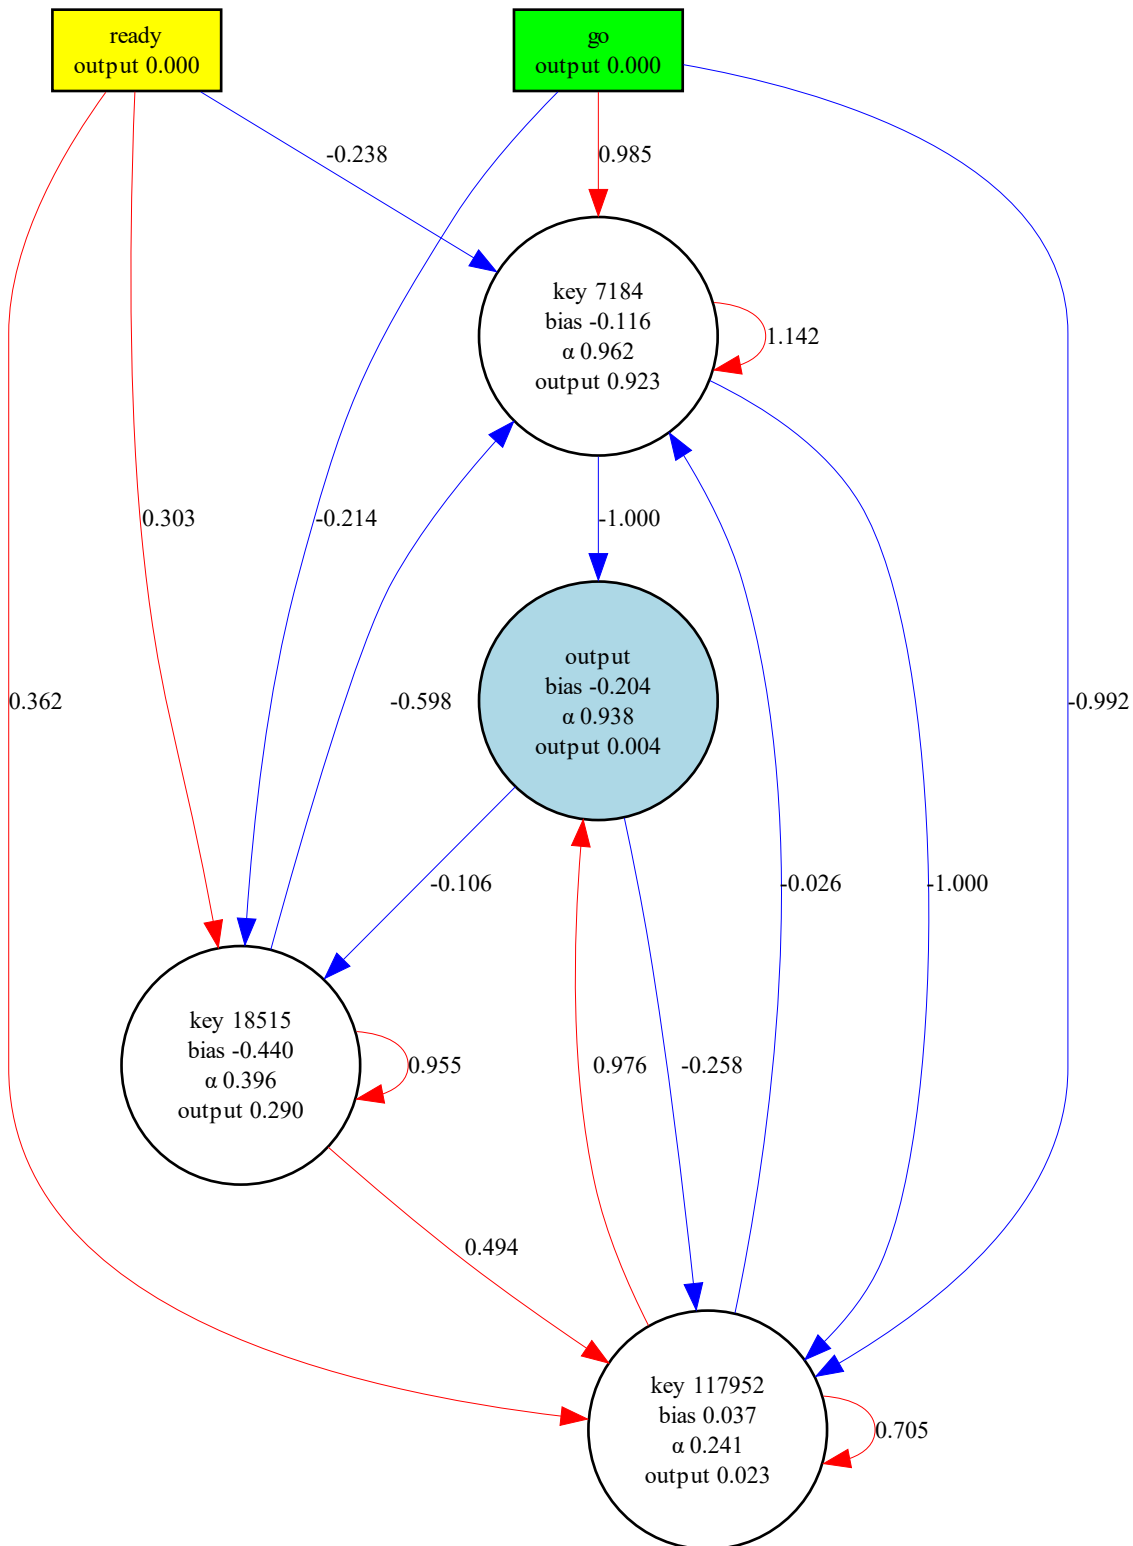 ready
output 0.000
go
output 0.000
-0.238
0.985
key 7184
bias -0.116
α 0.962
output 0.923
1.142
0.303
-0.214
-1.000
output
bias -0.204
α 0.938
output 0.004
0.362
-0.598
-0.992
-0.106
-0.026
-1.000
key 18515
bias -0.440
α 0.396
output 0.290
0.955
0.976
-0.258
0.494
key 117952
bias 0.037
α 0.241
output 0.023
0.705